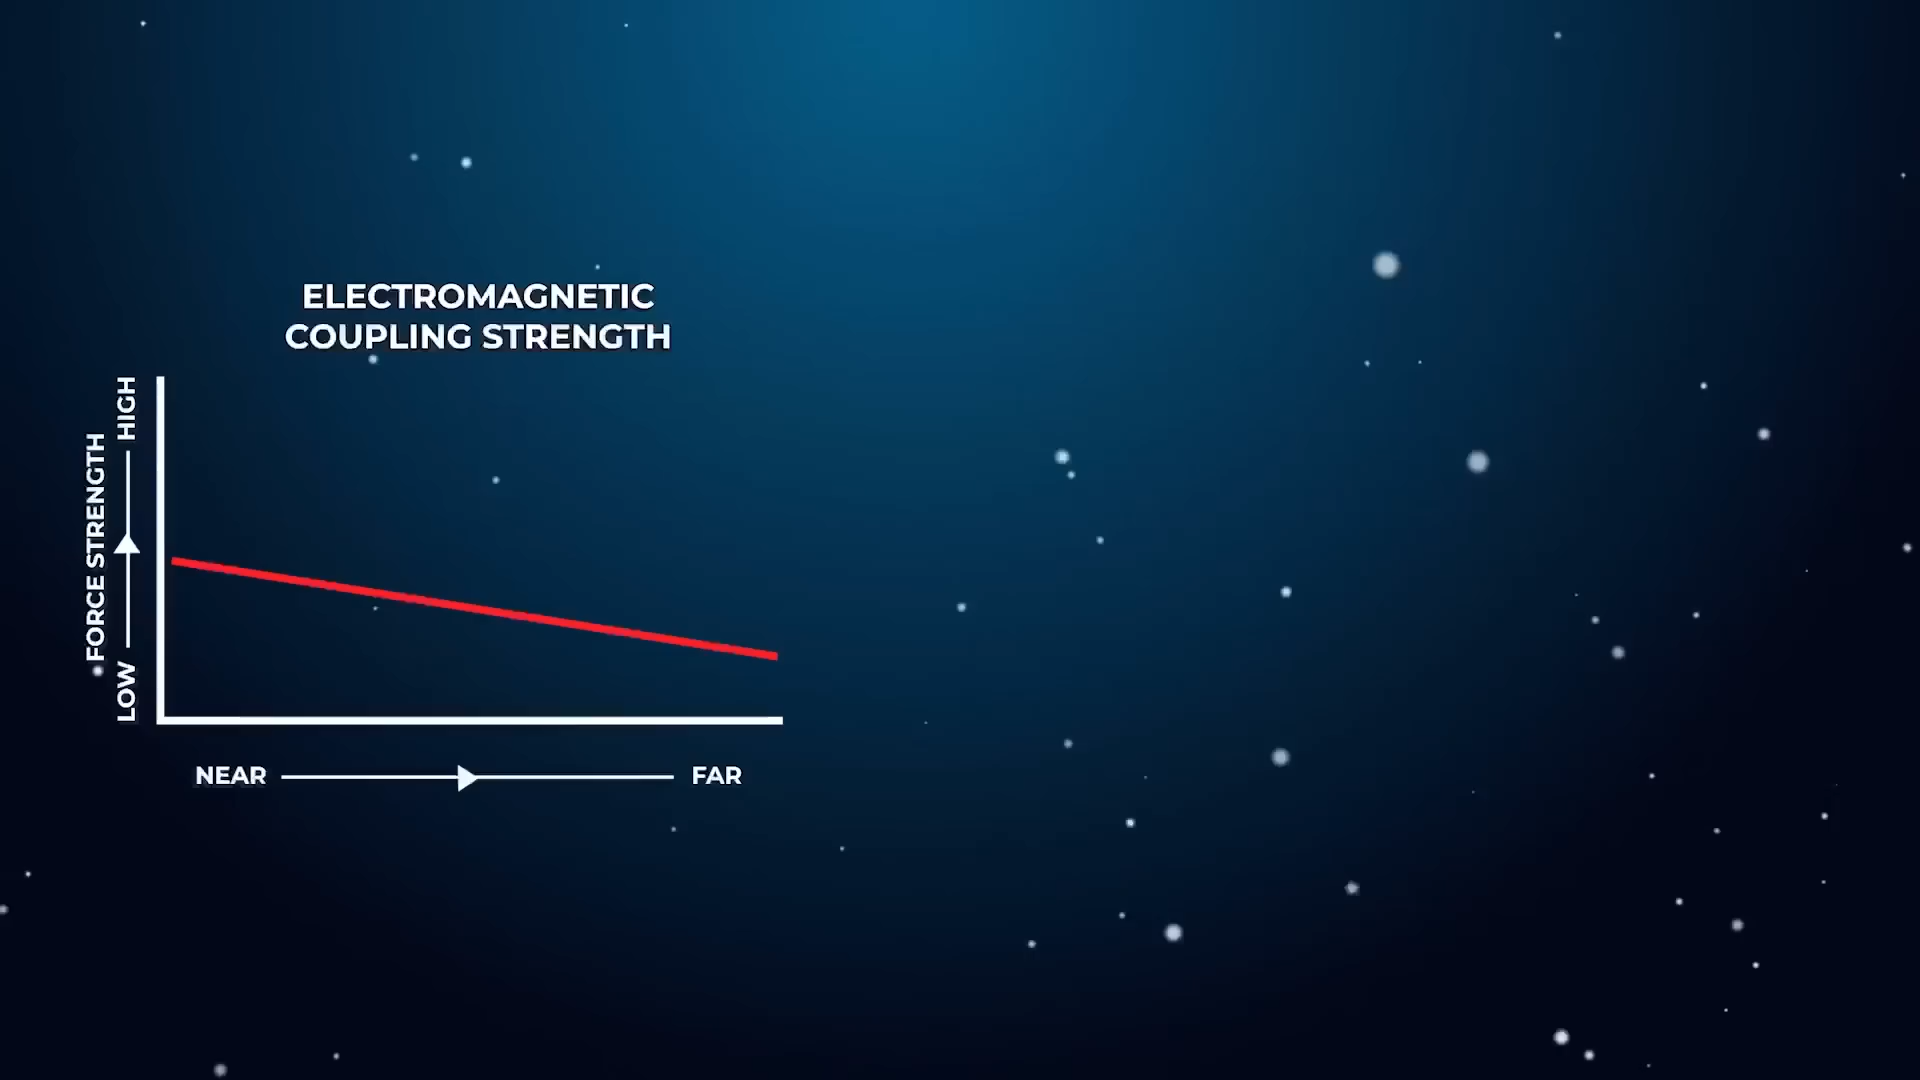 ELECTROMAGNETIC
COUPLING STRENGTH
FORCE STRENGTH
HIGH
LOW
NEAR
FAR